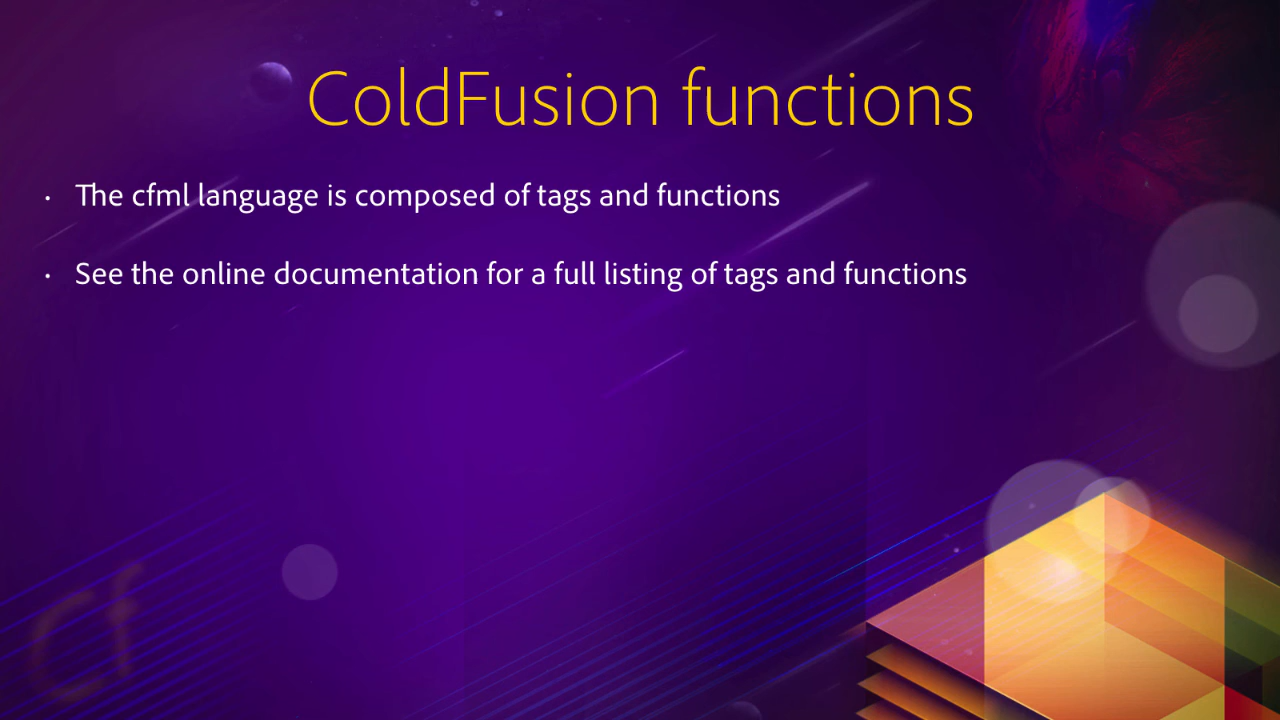 ColdFusion functions
• The cfml language is composed of tags and functions
• See the online documentation for a full listing of tags and functions
Cf